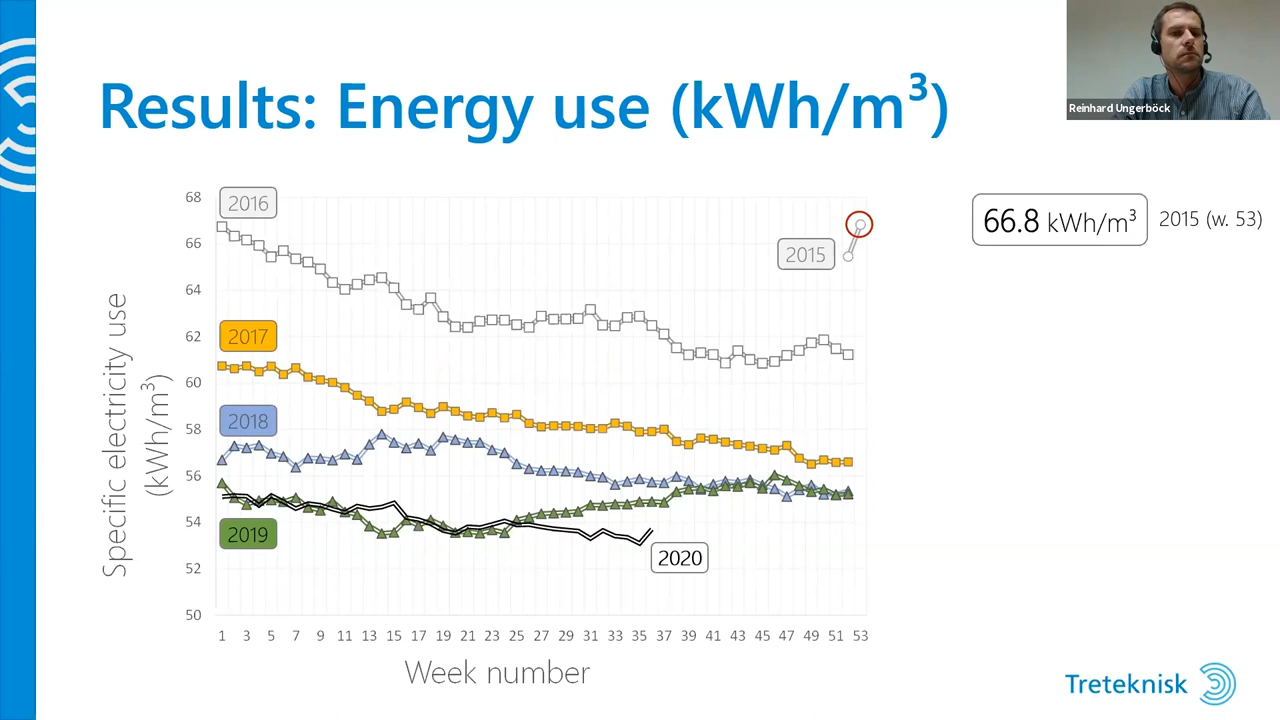 Results: Energy use (kWh/m³)
Reinhard Ungerböck
66.8 kWh/m³ 2015 (w. 53)
Specific electricity use
(kWh/m³)
68
66
64
62
60
58
56
54
52
50
2016
2015
2017
2018
2019
2020
1 3 5 7 9 11 13 15 17 19 21 23 25 27 29 31 33 35 37 39 41 43 45 47 49 51 53
Week number
Treteknisk